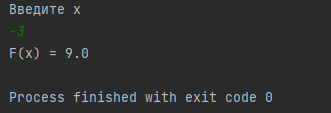 Введите x
-3
F(x) = 9.0
Process finished with exit code 0